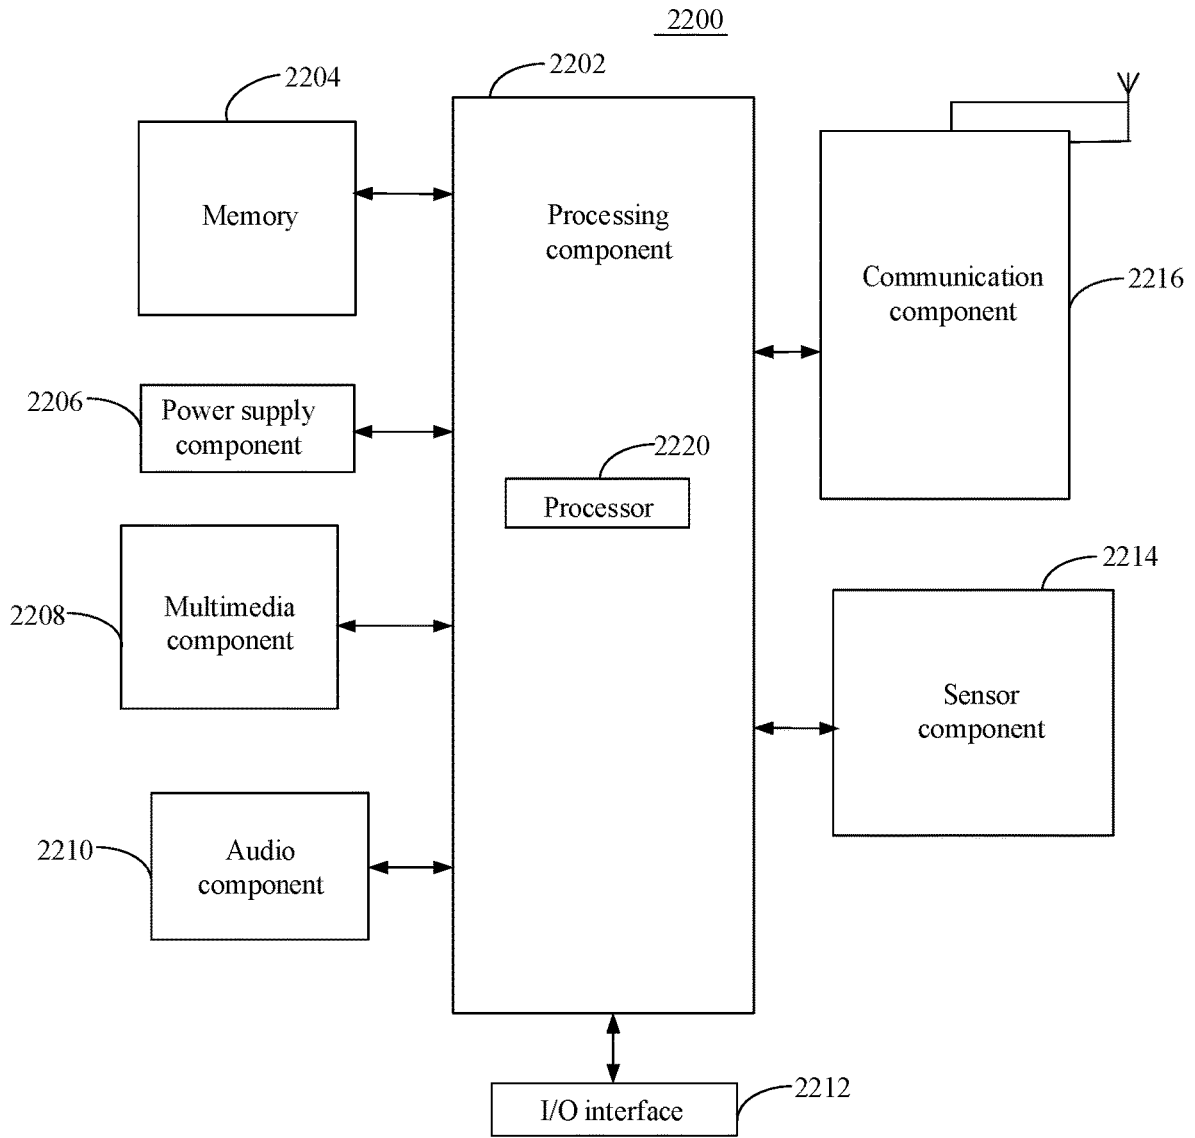 2200
2202
2204
Memory
Processing
component
Communication
component
2216
2206
Power supply
component
2220
Processor
2214
2208
Multimedia
component
Sensor
component
2210
Audio
component
2212
I/O interface